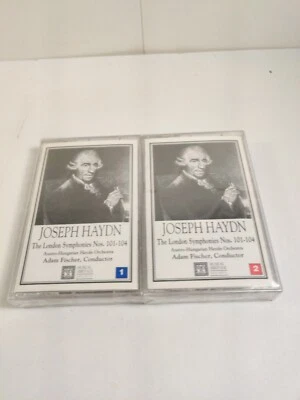 JOSEPH HAYDN
The London Symphonies Nos. 101-104
Austro-Hungarian Haydn Orchestra
Adam Fischer, Conductor
1
JOSEPH HAYDN
The London Symphonies Nos. 101-104
Austro-Hungarian Haydn Orchestra
Adam Fischer, Conductor
2